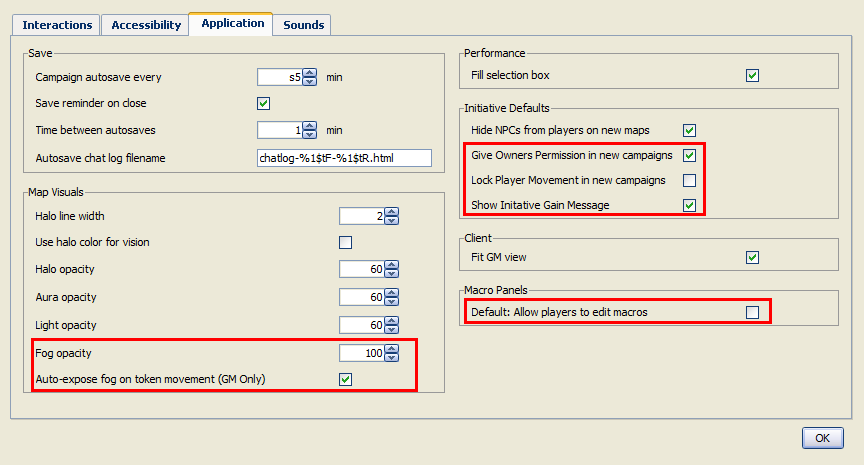 Interactions
Accessibility
Application
Sounds
Save
Campaign autosave every s5 min
Save reminder on close
Time between autosaves 1 min
Autosave chat log filename chatlog-%1$tF-%1$tR.html
Map Visuals
Halo line width 2
Use halo color for vision
Halo opacity 60
Aura opacity 60
Light opacity 60
Fog opacity 100
Auto-expose fog on token movement (GM Only)
Performance
Fill selection box
Initiative Defaults
Hide NPCs from players on new maps
Give Owners Permission in new campaigns
Lock Player Movement in new campaigns
Show Initative Gain Message
Client
Fit GM view
Macro Panels
Default: Allow players to edit macros
OK